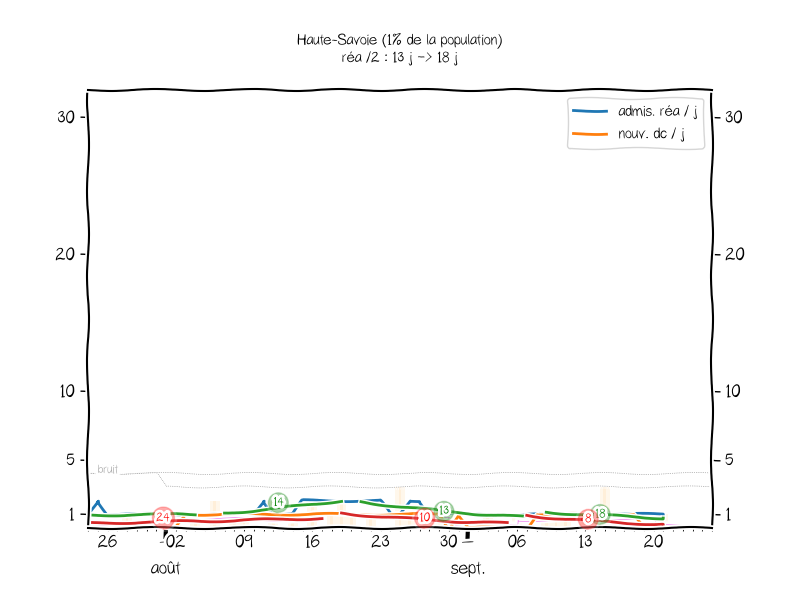 Haute-Savoie (1% de la population)
réa /2 : 13 j -> 18 j
admis. réa / j
nouv. dc / j
30 30
20 20
10 10
5 5
bruit
1 1
24 14 10 13 8 18
26 02 09 16 23 30 06 13 20
août sept.